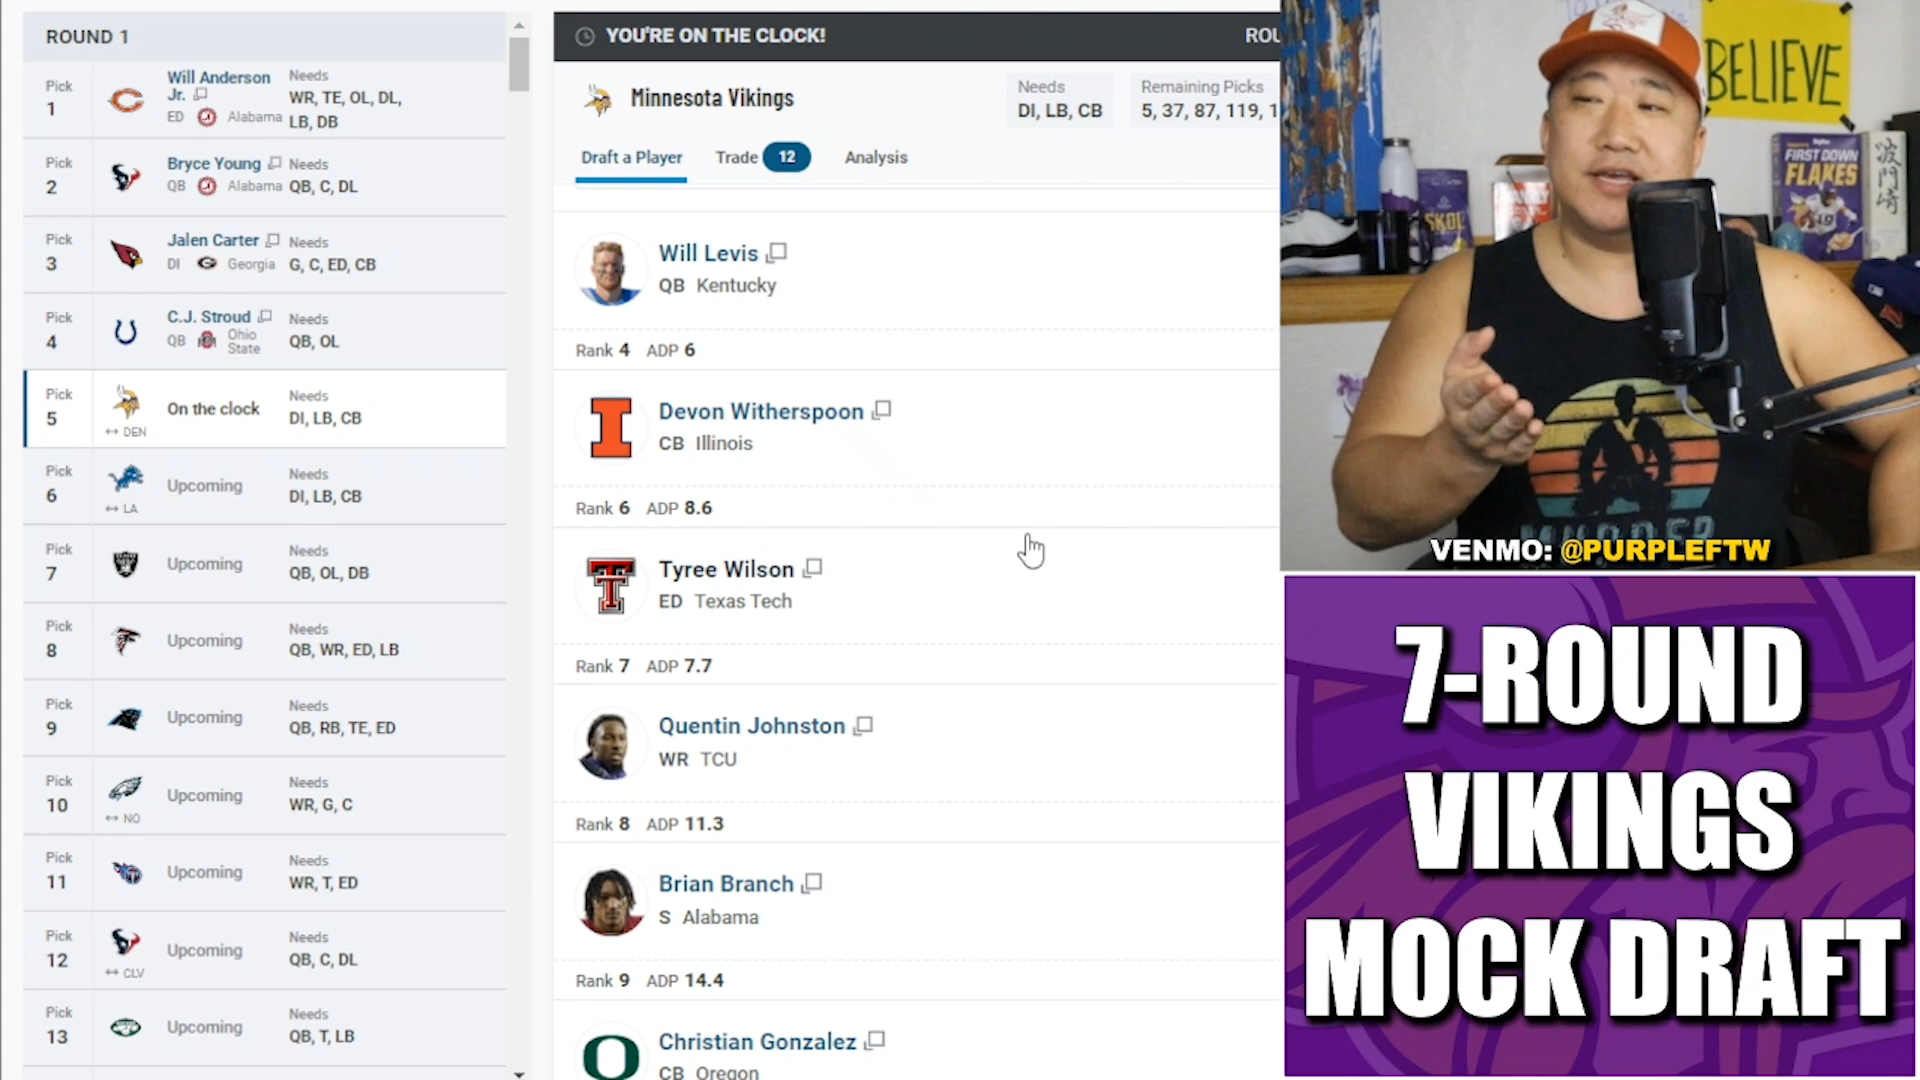 ROUND 1
Pick
1
Will Anderson
Jr.
ED Alabama
Needs
WR, TE, OL, DL,
LB, DB
Pick
2
Bryce Young
QB Alabama
Needs
QB, C, DL
Pick
3
Jalen Carter
DI Georgia
Needs
G, C, ED, CB
Pick
4
C.J. Stroud
QB Ohio
State
Needs
QB, OL
Pick
5
DEN
On the clock
Needs
DI, LB, CB
Pick
6
LA
Upcoming
Needs
DI, LB, CB
Pick
7
Upcoming
Needs
QB, OL, DB
Pick
8
Upcoming
Needs
QB, WR, ED, LB
Pick
9
Upcoming
Needs
QB, RB, TE, ED
Pick
10
NO
Upcoming
Needs
WR, G, C
Pick
11
Upcoming
Needs
WR, T, ED
Pick
12
CLV
Upcoming
Needs
QB, C, DL
Pick
13
Upcoming
Needs
QB, T, LB
YOU'RE ON THE CLOCK! ROU
Minnesota Vikings
Needs
DI, LB, CB
Remaining Picks
5, 37, 87, 119, 1
Draft a Player Trade 12 Analysis
Will Levis
QB Kentucky
Rank 4 ADP 6
Devon Witherspoon
CB Illinois
Rank 6 ADP 8.6
Tyree Wilson
ED Texas Tech
Rank 7 ADP 7.7
Quentin Johnston
WR TCU
Rank 8 ADP 11.3
Brian Branch
S Alabama
Rank 9 ADP 14.4
Christian Gonzalez
CB Oregon
BELIEVE
FIRST DOWN
FLAKES
SKOL
VENMO: @PURPLEFTW
7-ROUND
VIKINGS
MOCK DRAFT